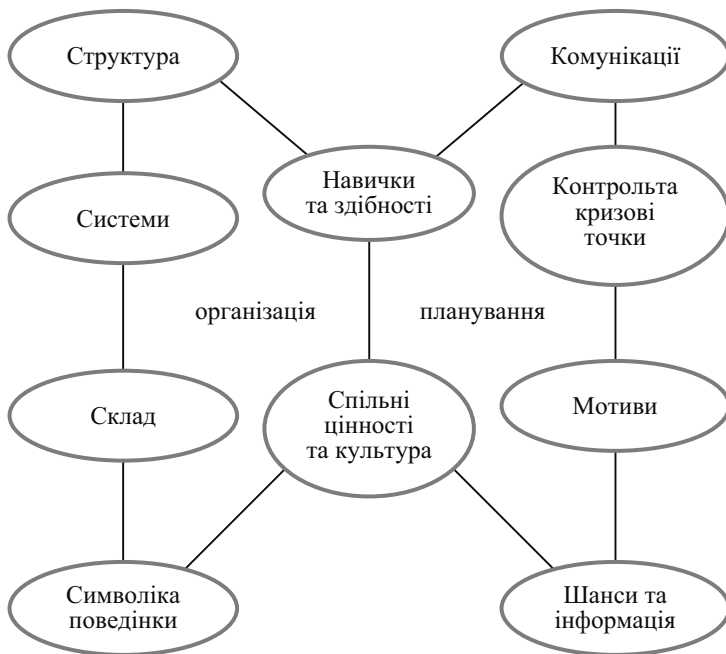 Структура
Комунікації
Навички
та здібності
Контрольта
кризові
точки
Системи
організація
планування
Спільні
цінності
та культура
Склад
Мотиви
Символіка
поведінки
Шанси та
інформація